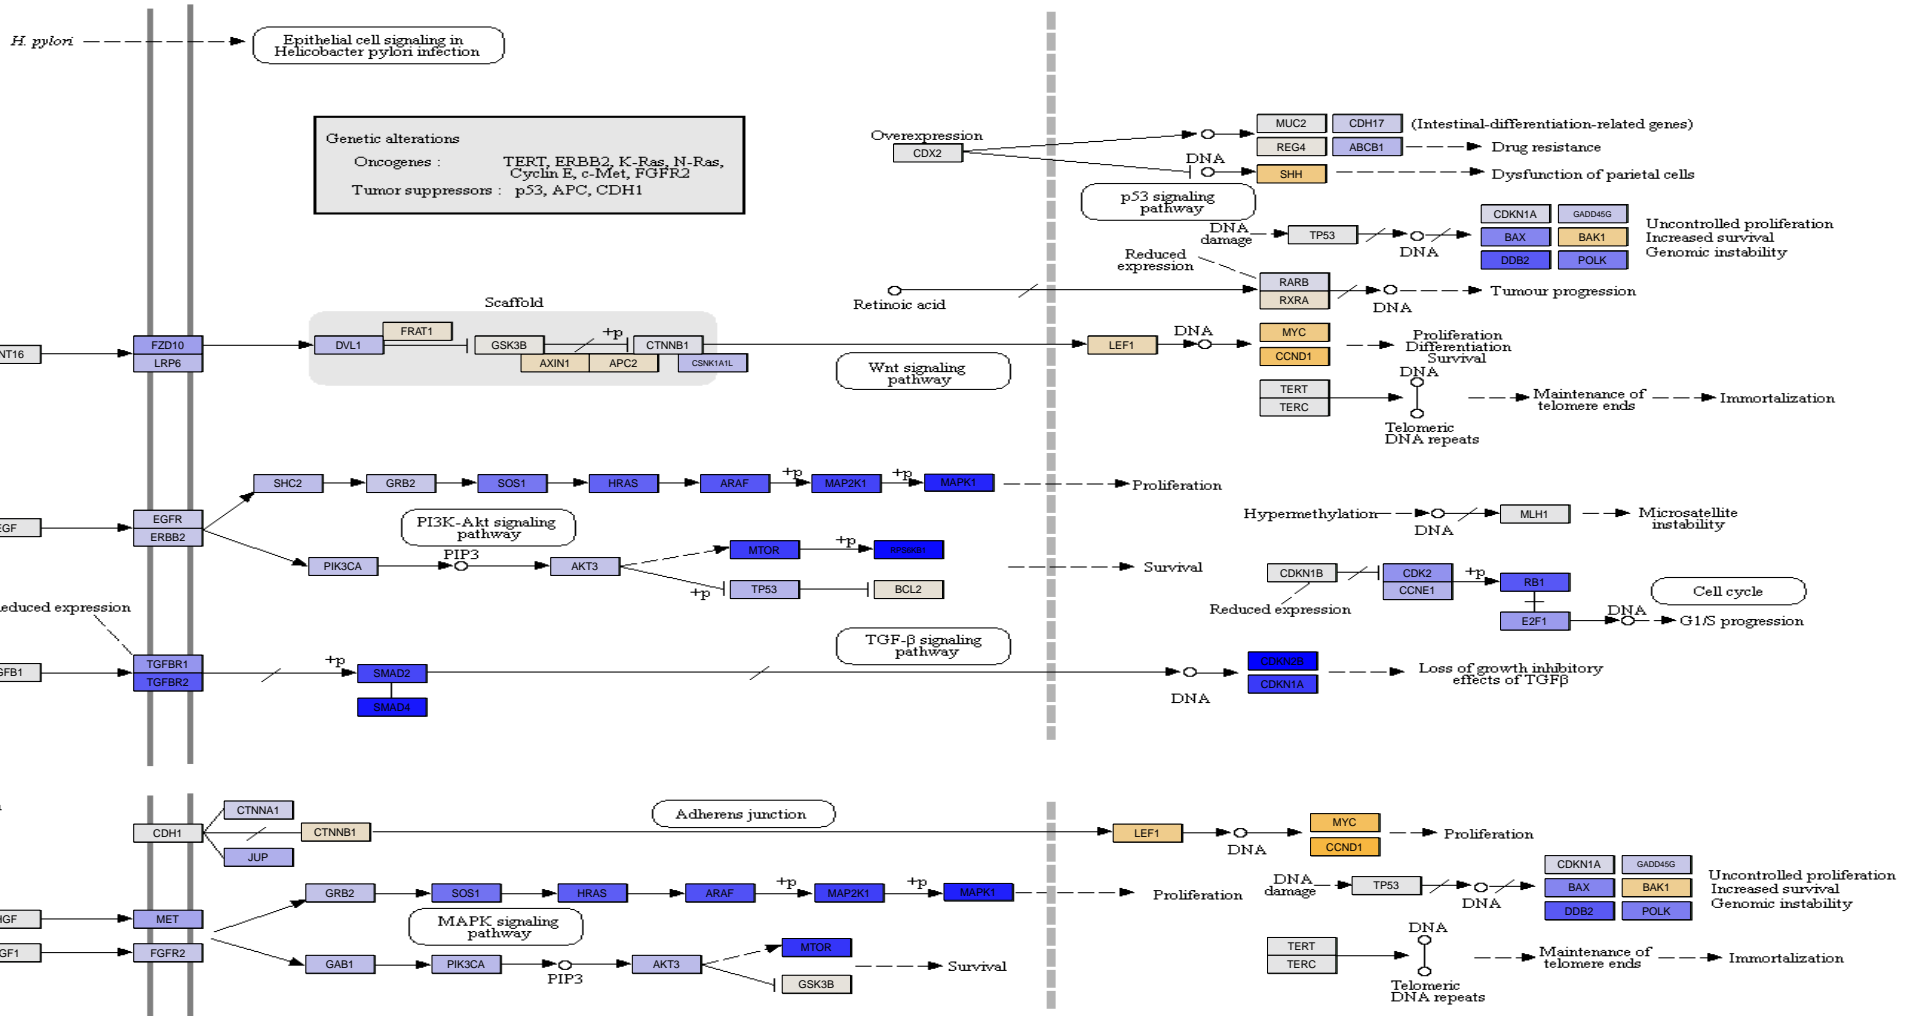 H. pylori
Epithelial cell signaling in
Helicobacter pylori infection
Genetic alterations
Oncogenes :
TERT, ERBB2, K-Ras, N-Ras,
Cyclin E, c-Met, FGFR2
Tumor suppressors : p53, APC, CDH1
Overexpression
CDX2
DNA
MUC2
CDH17
(Intestinal-differentiation-related genes)
REG4
ABCB1
Drug resistance
SHH
Dysfunction of parietal cells
p53 signaling
pathway
DNA
damage
TP53
DNA
CDKN1A
GADD45G
BAX
BAK1
DDB2
POLK
Uncontrolled proliferation
Increased survival
Genomic instability
Reduced
expression
Retinoic acid
RARB
RXRA
DNA
Tumour progression
Scaffold
NT16
FZD10
LRP6
DVL1
FRAT1
GSK3B
+p
CTNNB1
AXIN1
APC2
CSNK1A1L
Wnt signaling
pathway
LEF1
DNA
MYC
CCND1
Proliferation
Differentiation
Survival
TERT
TERC
DNA
Telomeric
DNA repeats
Maintenance of
telomere ends
Immortalization
EGF
EGFR
ERBB2
SHC2
GRB2
SOS1
HRAS
ARAF
+p
MAP2K1
+p
MAPK1
Proliferation
PI3K-Akt signaling
pathway
PIK3CA
PIP3
AKT3
MTOR
+p
RPS6KB1
+p
TP53
BCL2
Survival
Hypermethylation
DNA
MLH1
Microsatellite
instability
CDKN1B
Reduced expression
CDK2
CCNE1
+p
RB1
E2F1
DNA
Cell cycle
G1/S progression
educed expression
GFB1
TGFBR1
TGFBR2
+p
SMAD2
SMAD4
TGF-β signaling
pathway
DNA
CDKN2B
CDKN1A
Loss of growth inhibitory
effects of TGFβ
CDH1
CTNNA1
CTNNB1
JUP
Adherens junction
LEF1
DNA
MYC
CCND1
Proliferation
HGF
GF1
MET
FGFR2
GRB2
SOS1
HRAS
ARAF
+p
MAP2K1
+p
MAPK1
Proliferation
MAPK signaling
pathway
GAB1
PIK3CA
PIP3
AKT3
MTOR
GSK3B
Survival
DNA
damage
TP53
DNA
CDKN1A
GADD45G
BAX
BAK1
DDB2
POLK
Uncontrolled proliferation
Increased survival
Genomic instability
TERT
TERC
DNA
Telomeric
DNA repeats
Maintenance of
telomere ends
Immortalization